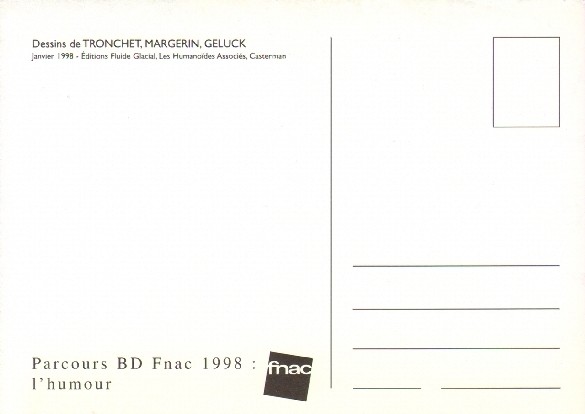 Dessins de TRONCHET, MARGERIN, GELUCK
Janvier 1998 - Éditions Fluide Glacial, Les Humanoïdes Associés, Casterman
Parcours BD Fnac 1998 :
l'humour
fnac